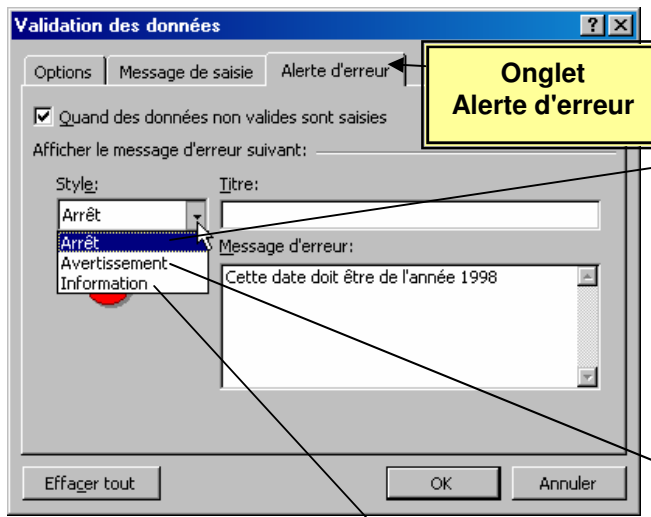 Validation des données
Options
Message de saisie
Alerte d'erreur
Onglet
Alerte d'erreur
Quand des données non valides sont saisies
Afficher le message d'erreur suivant:
Style:
Titre:
Arrêt
Arrêt
Avertissement
Information
Message d'erreur:
Cette date doit être de l'année 1998
Effacer tout
OK
Annuler